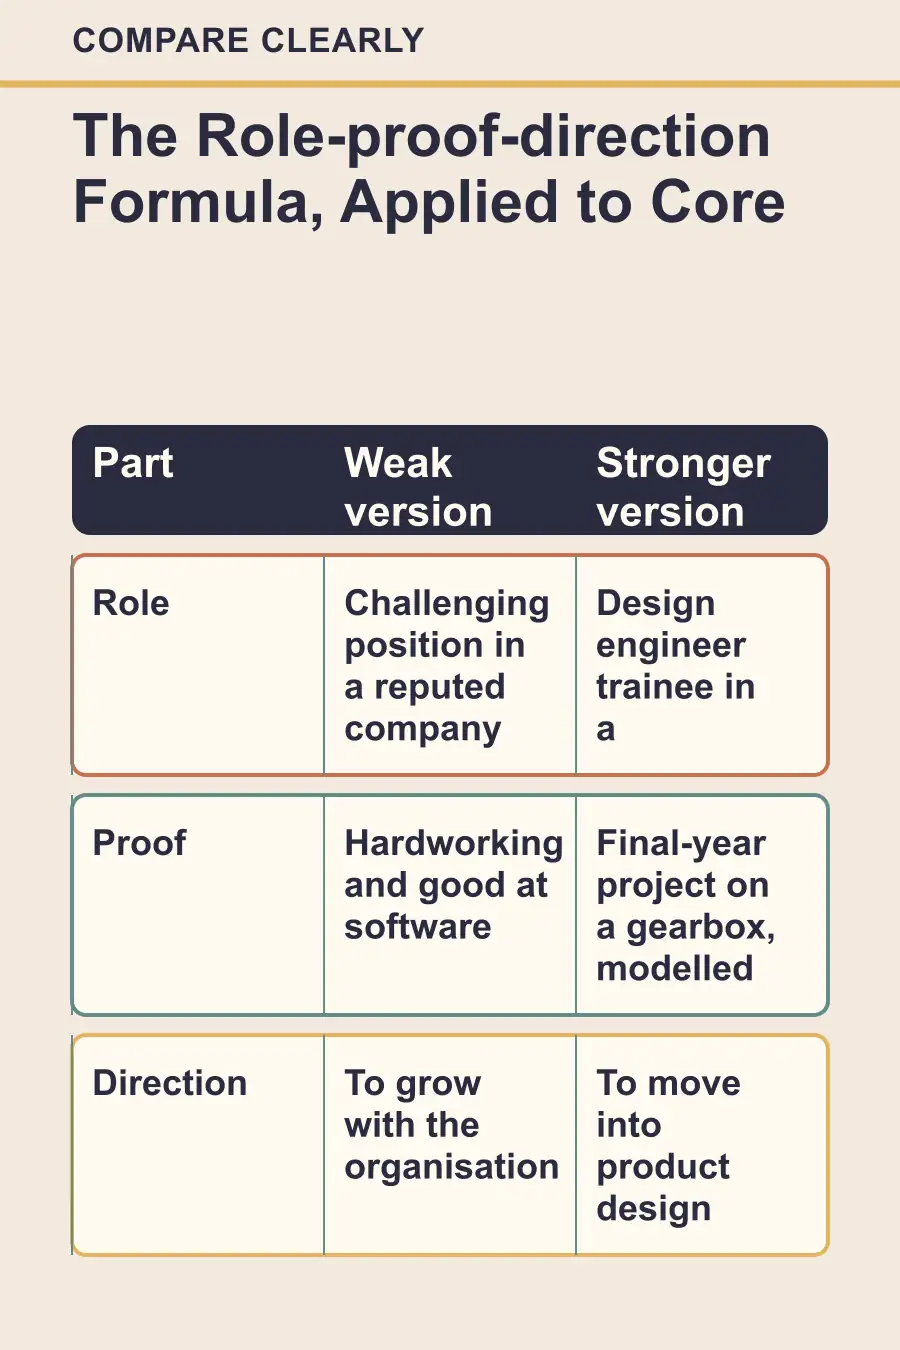 COMPARE CLEARLY
The Role-proof-direction
Formula, Applied to Core
Part
Weak
version
Stronger
version
Role
Challenging
position in
a reputed
company
Design
engineer
trainee in
a
Proof
Hardworking
and good at
software
Final-year
project on
a gearbox,
modelled
Direction
To grow
with the
organisation
To move
into
product
design